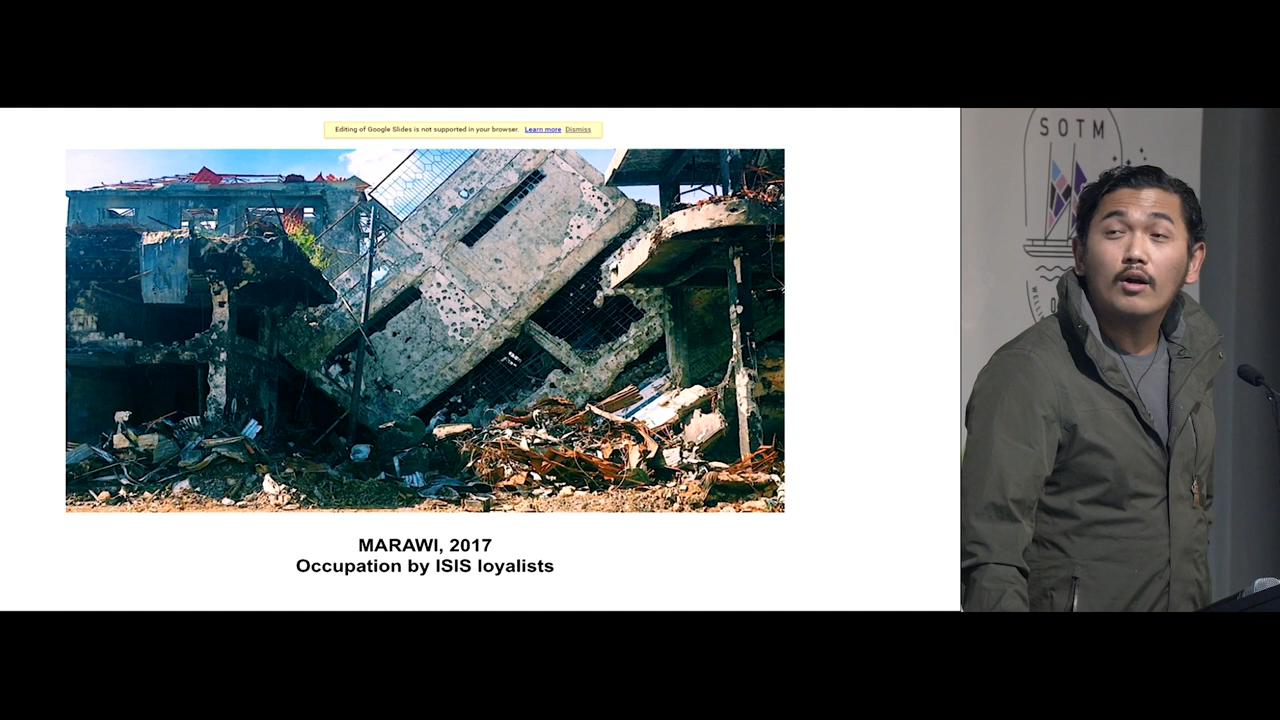 Editing of Google Slides is not supported in your browser. Learn more Dismiss
SOTM
MARAWI, 2017
Occupation by ISIS loyalists